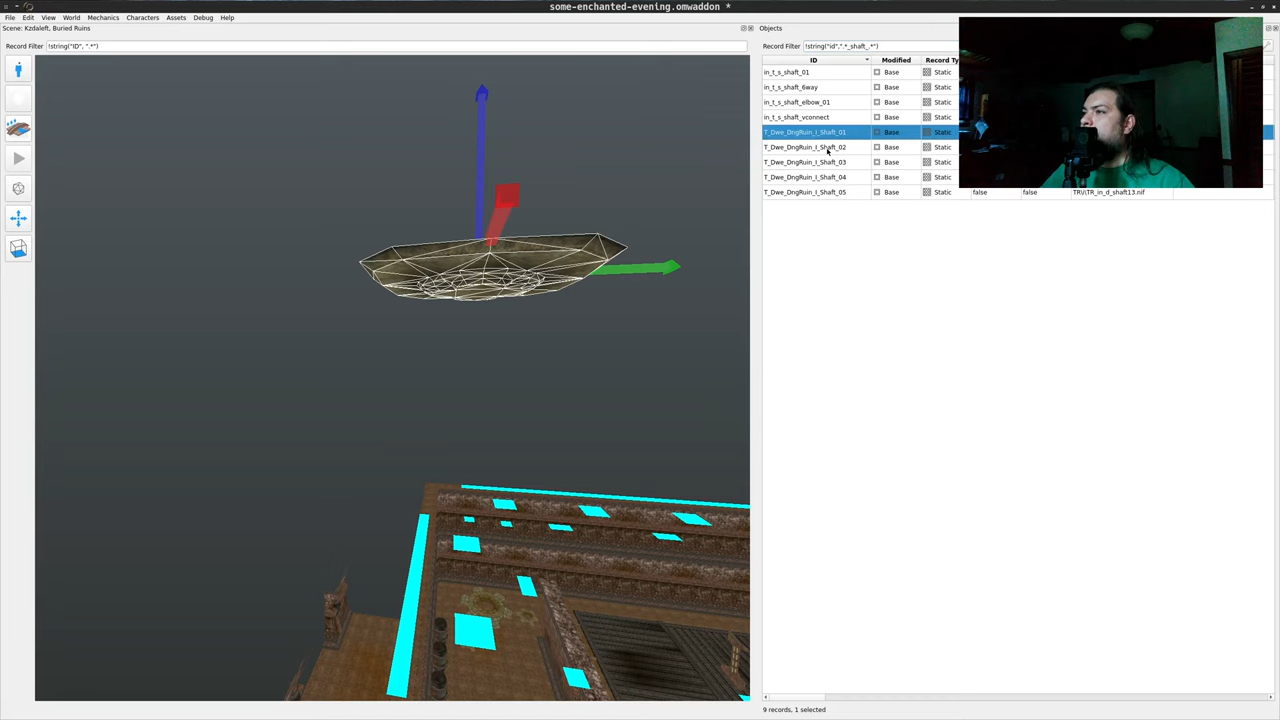 some-enchanted-evening.omwaddon *
File Edit View World Mechanics Characters Assets Debug Help
Scene: Kzdaleft, Buried Ruins
Objects
Record Filter !string("ID", ".*")
Record Filter !string("id",".*_shaft_.*")
ID Modified Record Ty
in_t_s_shaft_01 Base Static
in_t_s_shaft_6way Base Static
in_t_s_shaft_elbow_01 Base Static
in_t_s_shaft_vconnect Base Static
T_Dwe_DngRuin_I_Shaft_01 Base Static
T_Dwe_DngRuin_I_Shaft_02 Base Static
T_Dwe_DngRuin_I_Shaft_03 Base Static
T_Dwe_DngRuin_I_Shaft_04 Base Static
T_Dwe_DngRuin_I_Shaft_05 Base Static false false TR\i\TR_in_d_shaft13.nif
9 records, 1 selected